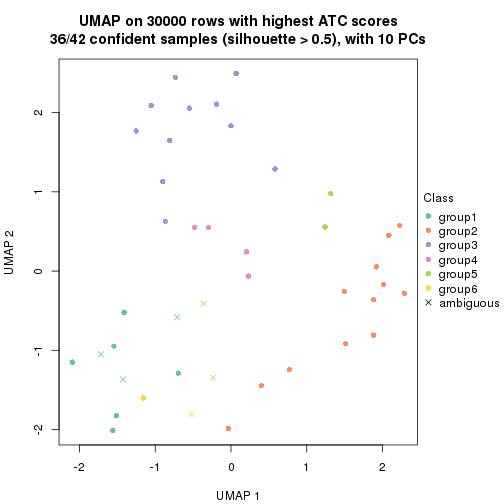 UMAP on 30000 rows with highest ATC scores
36/42 confident samples (silhouette > 0.5), with 10 PCs
UMAP 2
2
1
0
-1
-2
-2
-1
0
1
2
UMAP 1
Class
group1
group2
group3
group4
group5
group6
ambiguous